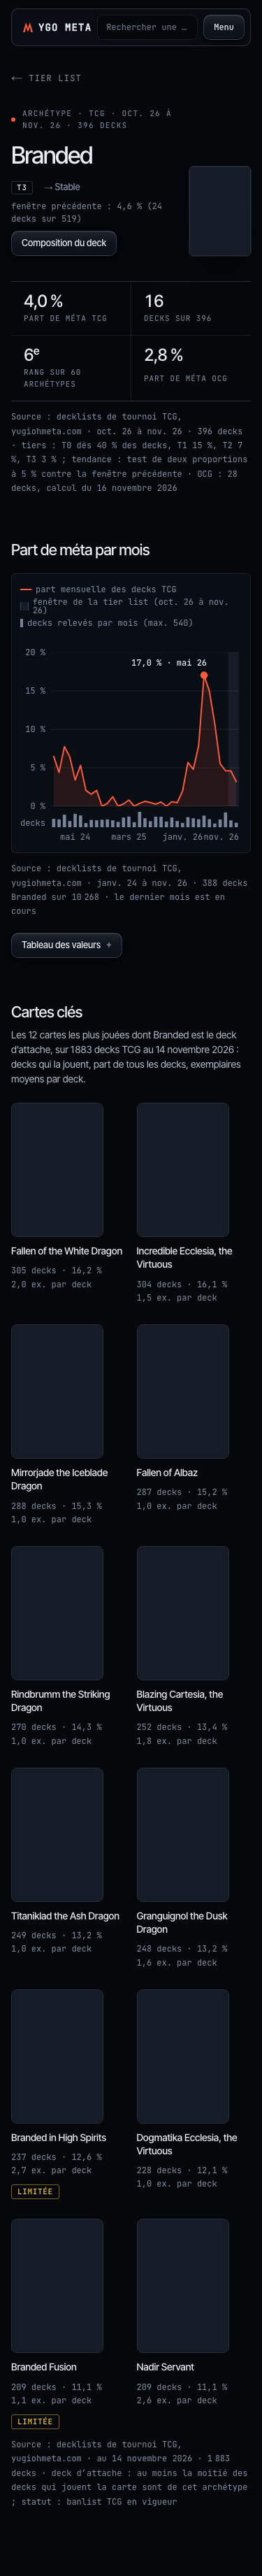 YGO META
Rechercher une …
Menu
← TIER LIST
ARCHÉTYPE · TCG · OCT. 26 À
NOV. 26 · 396 DECKS
Branded
T3
→ Stable
fenêtre précédente : 4,6 % (24
decks sur 519)
Composition du deck
4,0 %
PART DE MÉTA TCG
16
DECKS SUR 396
6e
RANG SUR 60
ARCHÉTYPES
2,8 %
PART DE MÉTA OCG
Source : decklists de tournoi TCG,
yugiohmeta.com · oct. 26 à nov. 26 · 396 decks
· tiers : T0 dès 40 % des decks, T1 15 %, T2 7
%, T3 3 % ; tendance : test de deux proportions
à 5 % contre la fenêtre précédente · OCG : 28
decks, calcul du 16 novembre 2026
Part de méta par mois
part mensuelle des decks TCG
fenêtre de la tier list (oct. 26 à nov.
26)
decks relevés par mois (max. 540)
20 %
17,0 % · mai 26
15 %
10 %
5 %
0 %
decks
mai 24
mars 25
janv. 26
nov. 26
Source : decklists de tournoi TCG,
yugiohmeta.com · janv. 24 à nov. 26 · 388 decks
Branded sur 10 268 · le dernier mois est en
cours
Tableau des valeurs +
Cartes clés
Les 12 cartes les plus jouées dont Branded est le deck
d’attache, sur 1 883 decks TCG au 14 novembre 2026 :
decks qui la jouent, part de tous les decks, exemplaires
moyens par deck.
Fallen of the White Dragon
305 decks · 16,2 %
2,0 ex. par deck
Incredible Ecclesia, the
Virtuous
304 decks · 16,1 %
1,5 ex. par deck
Mirrorjade the Iceblade
Dragon
288 decks · 15,3 %
1,0 ex. par deck
Fallen of Albaz
287 decks · 15,2 %
1,0 ex. par deck
Rindbrumm the Striking
Dragon
270 decks · 14,3 %
1,0 ex. par deck
Blazing Cartesia, the
Virtuous
252 decks · 13,4 %
1,8 ex. par deck
Titaniklad the Ash Dragon
249 decks · 13,2 %
1,0 ex. par deck
Granguignol the Dusk
Dragon
248 decks · 13,2 %
1,6 ex. par deck
Branded in High Spirits
237 decks · 12,6 %
2,7 ex. par deck
LIMITÉE
Dogmatika Ecclesia, the
Virtuous
228 decks · 12,1 %
1,0 ex. par deck
Branded Fusion
209 decks · 11,1 %
1,1 ex. par deck
LIMITÉE
Nadir Servant
209 decks · 11,1 %
2,6 ex. par deck
Source : decklists de tournoi TCG,
yugiohmeta.com · au 14 novembre 2026 · 1 883
decks · deck d’attache : au moins la moitié des
decks qui jouent la carte sont de cet archétype
; statut : banlist TCG en vigueur